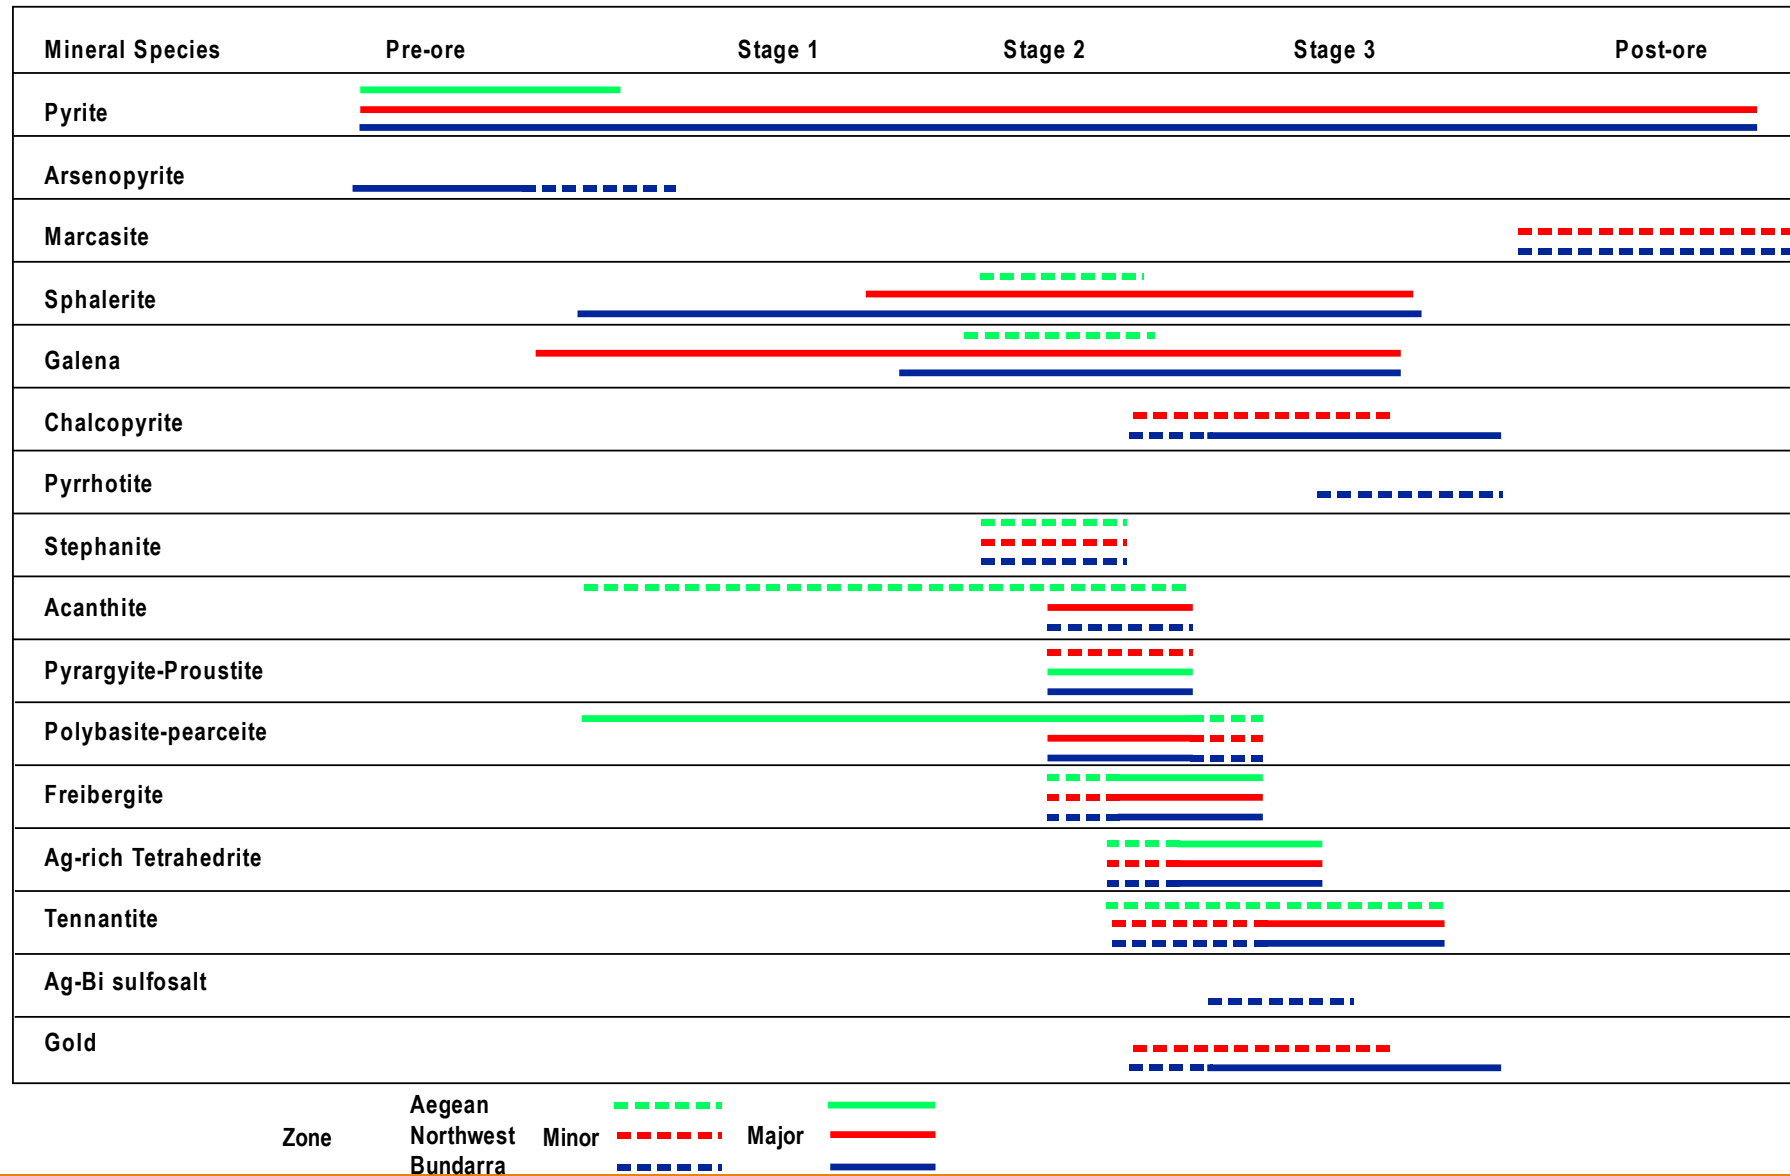 Mineral Species Pre-ore Stage 1 Stage 2 Stage 3 Post-ore
Pyrite
Arsenopyrite
Marcasite
Sphalerite
Galena
Chalcopyrite
Pyrrhotite
Stephanite
Acanthite
Pyrargyite-Proustite
Polybasite-pearceite
Freibergite
Ag-rich Tetrahedrite
Tennantite
Ag-Bi sulfosalt
Gold
Aegean
Zone Northwest Minor Major
Bundarra